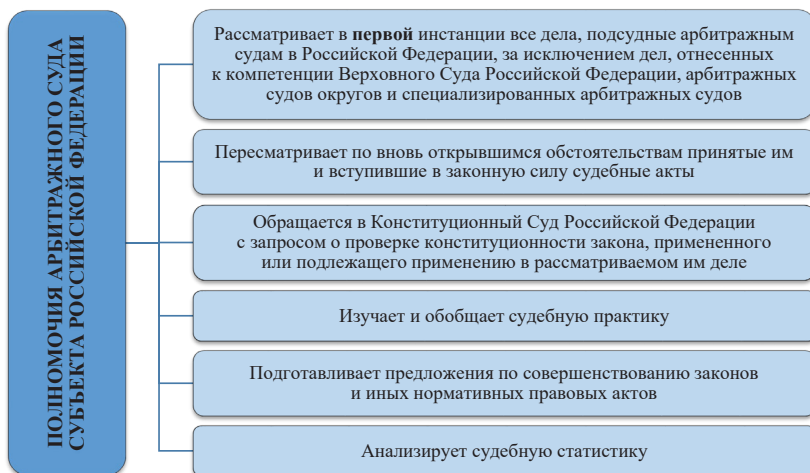 ПОЛНОМОЧИЯ АРБИТРАЖНОГО СУДА
СУБЪЕКТА РОССИЙСКОЙ ФЕДЕРАЦИИ
Рассматривает в первой инстанции все дела, подсудные арбитражным
судам в Российской Федерации, за исключением дел, отнесенных
к компетенции Верховного Суда Российской Федерации, арбитражных
судов округов и специализированных арбитражных судов
Пересматривает по вновь открывшимся обстоятельствам принятые им
и вступившие в законную силу судебные акты
Обращается в Конституционный Суд Российской Федерации
с запросом о проверке конституционности закона, примененного
или подлежащего применению в рассматриваемом им деле
Изучает и обобщает судебную практику
Подготавливает предложения по совершенствованию законов
и иных нормативных правовых актов
Анализирует судебную статистику